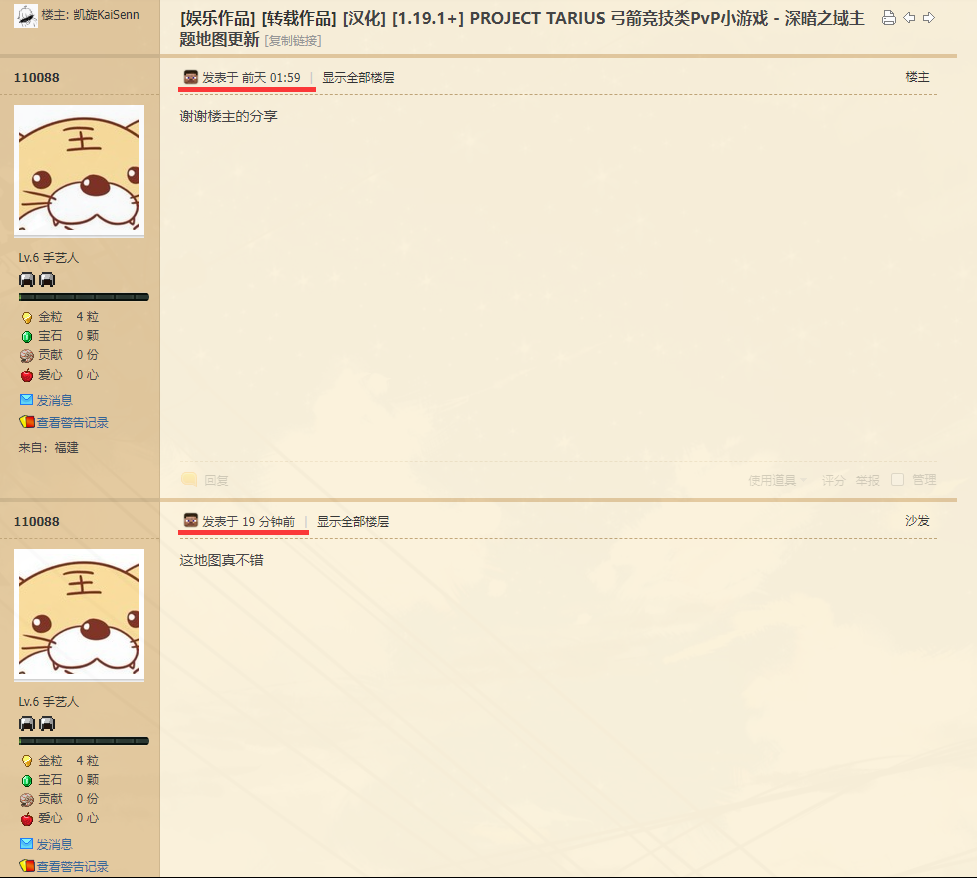 楼主: 凯旋KaiSenn
[娱乐作品] [转载作品] [汉化] [1.19.1+] PROJECT TARIUS 弓箭竞技类PvP小游戏 - 深暗之域主
题地图更新 [复制链接]
110088
发表于 前天 01:59 | 显示全部楼层
楼主
王
谢谢楼主的分享
Lv.6 手艺人
金粒 4 粒
宝石 0 颗
贡献 0 份
爱心 0 心
发消息
查看警告记录
来自: 福建
回复
使用道具
评分
举报
管理
110088
发表于 19 分钟前 | 显示全部楼层
沙发
王
这地图真不错
Lv.6 手艺人
金粒 4 粒
宝石 0 颗
贡献 0 份
爱心 0 心
发消息
查看警告记录